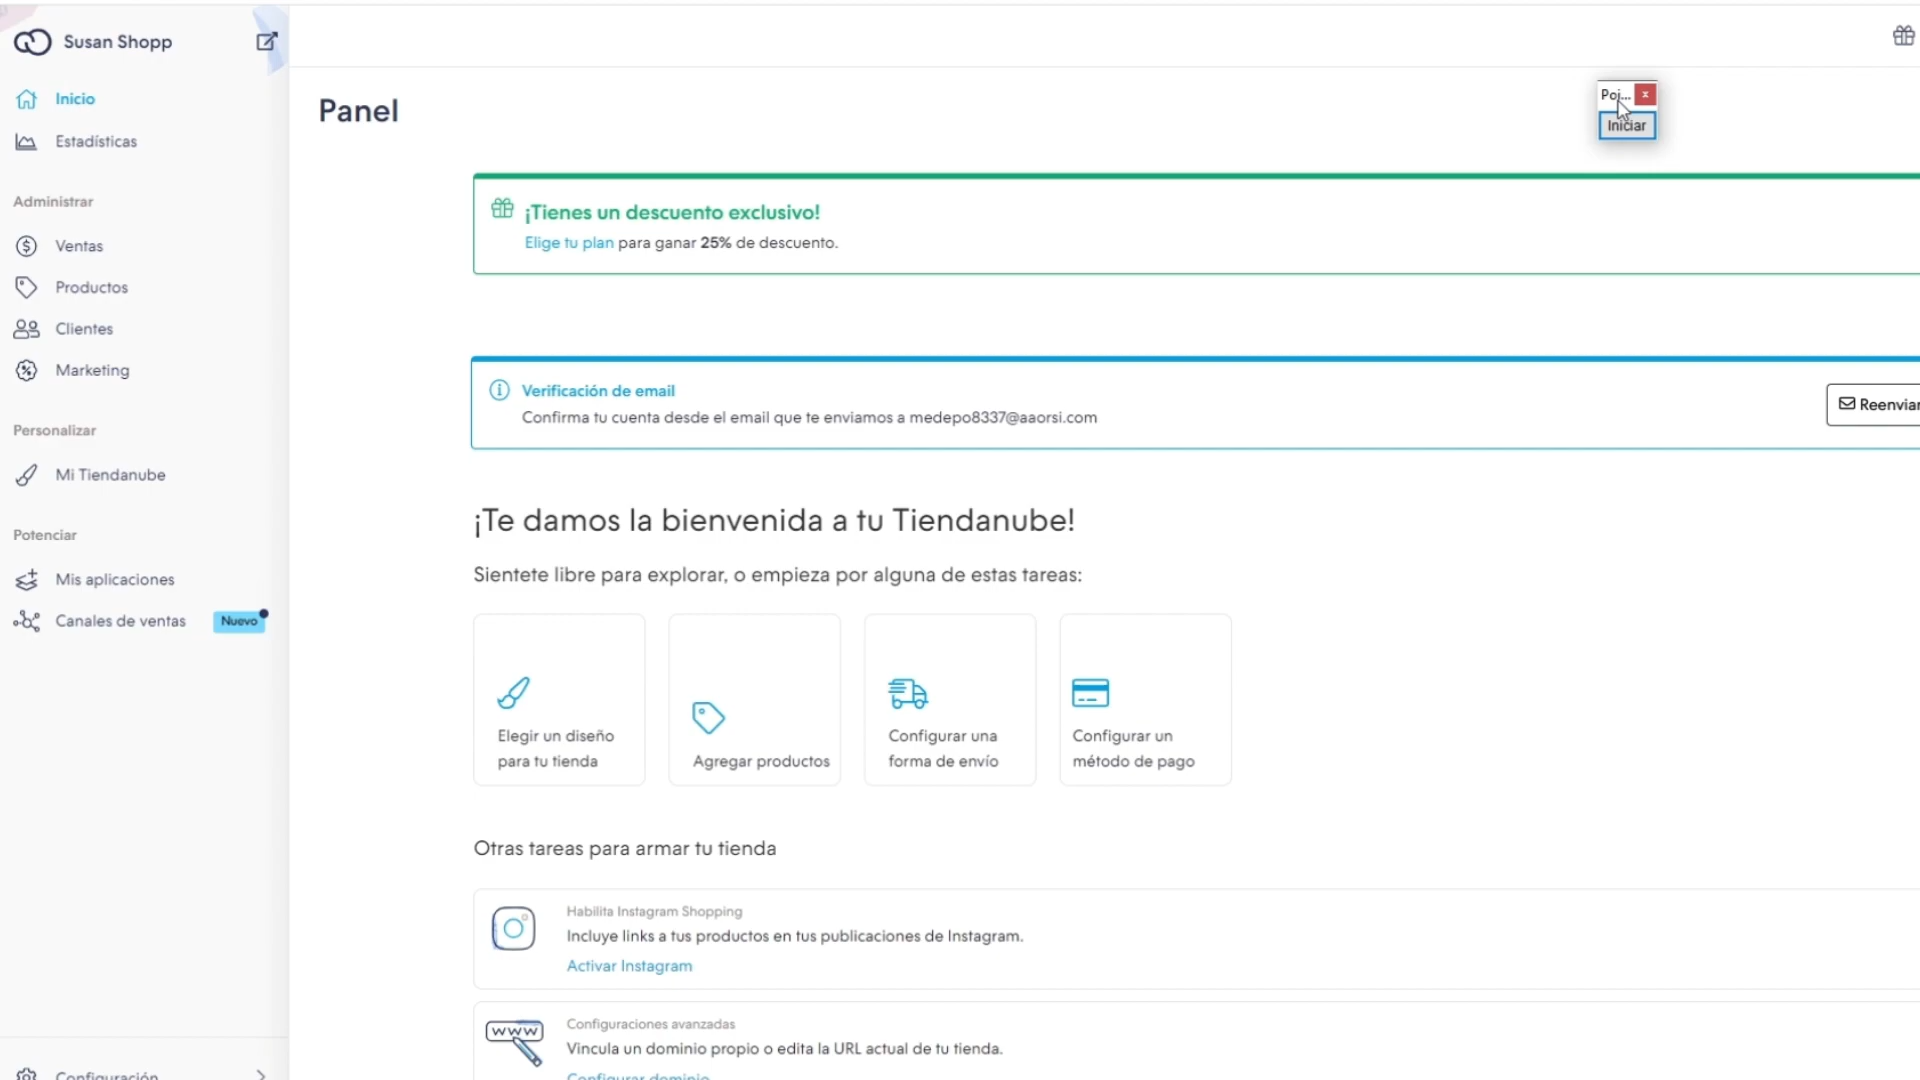 Susan Shopp
Inicio
Estadísticas
Administrar
Ventas
Productos
Clientes
Marketing
Personalizar
Mi Tiendanube
Potenciar
Mis aplicaciones
Canales de ventas Nuevo
Configuración
Panel
Poi... x
Iniciar
¡Tienes un descuento exclusivo!
Elige tu plan para ganar 25% de descuento.
Verificación de email
Confirma tu cuenta desde el email que te enviamos a medepo8337@aaorsi.com
Reenviar
¡Te damos la bienvenida a tu Tiendanube!
Sientete libre para explorar, o empieza por alguna de estas tareas:
Elegir un diseño
para tu tienda
Agregar productos
Configurar una
forma de envío
Configurar un
método de pago
Otras tareas para armar tu tienda
Habilita Instagram Shopping
Incluye links a tus productos en tus publicaciones de Instagram.
Activar Instagram
www
Configuraciones avanzadas
Vincula un dominio propio o edita la URL actual de tu tienda.
Configurar dominio